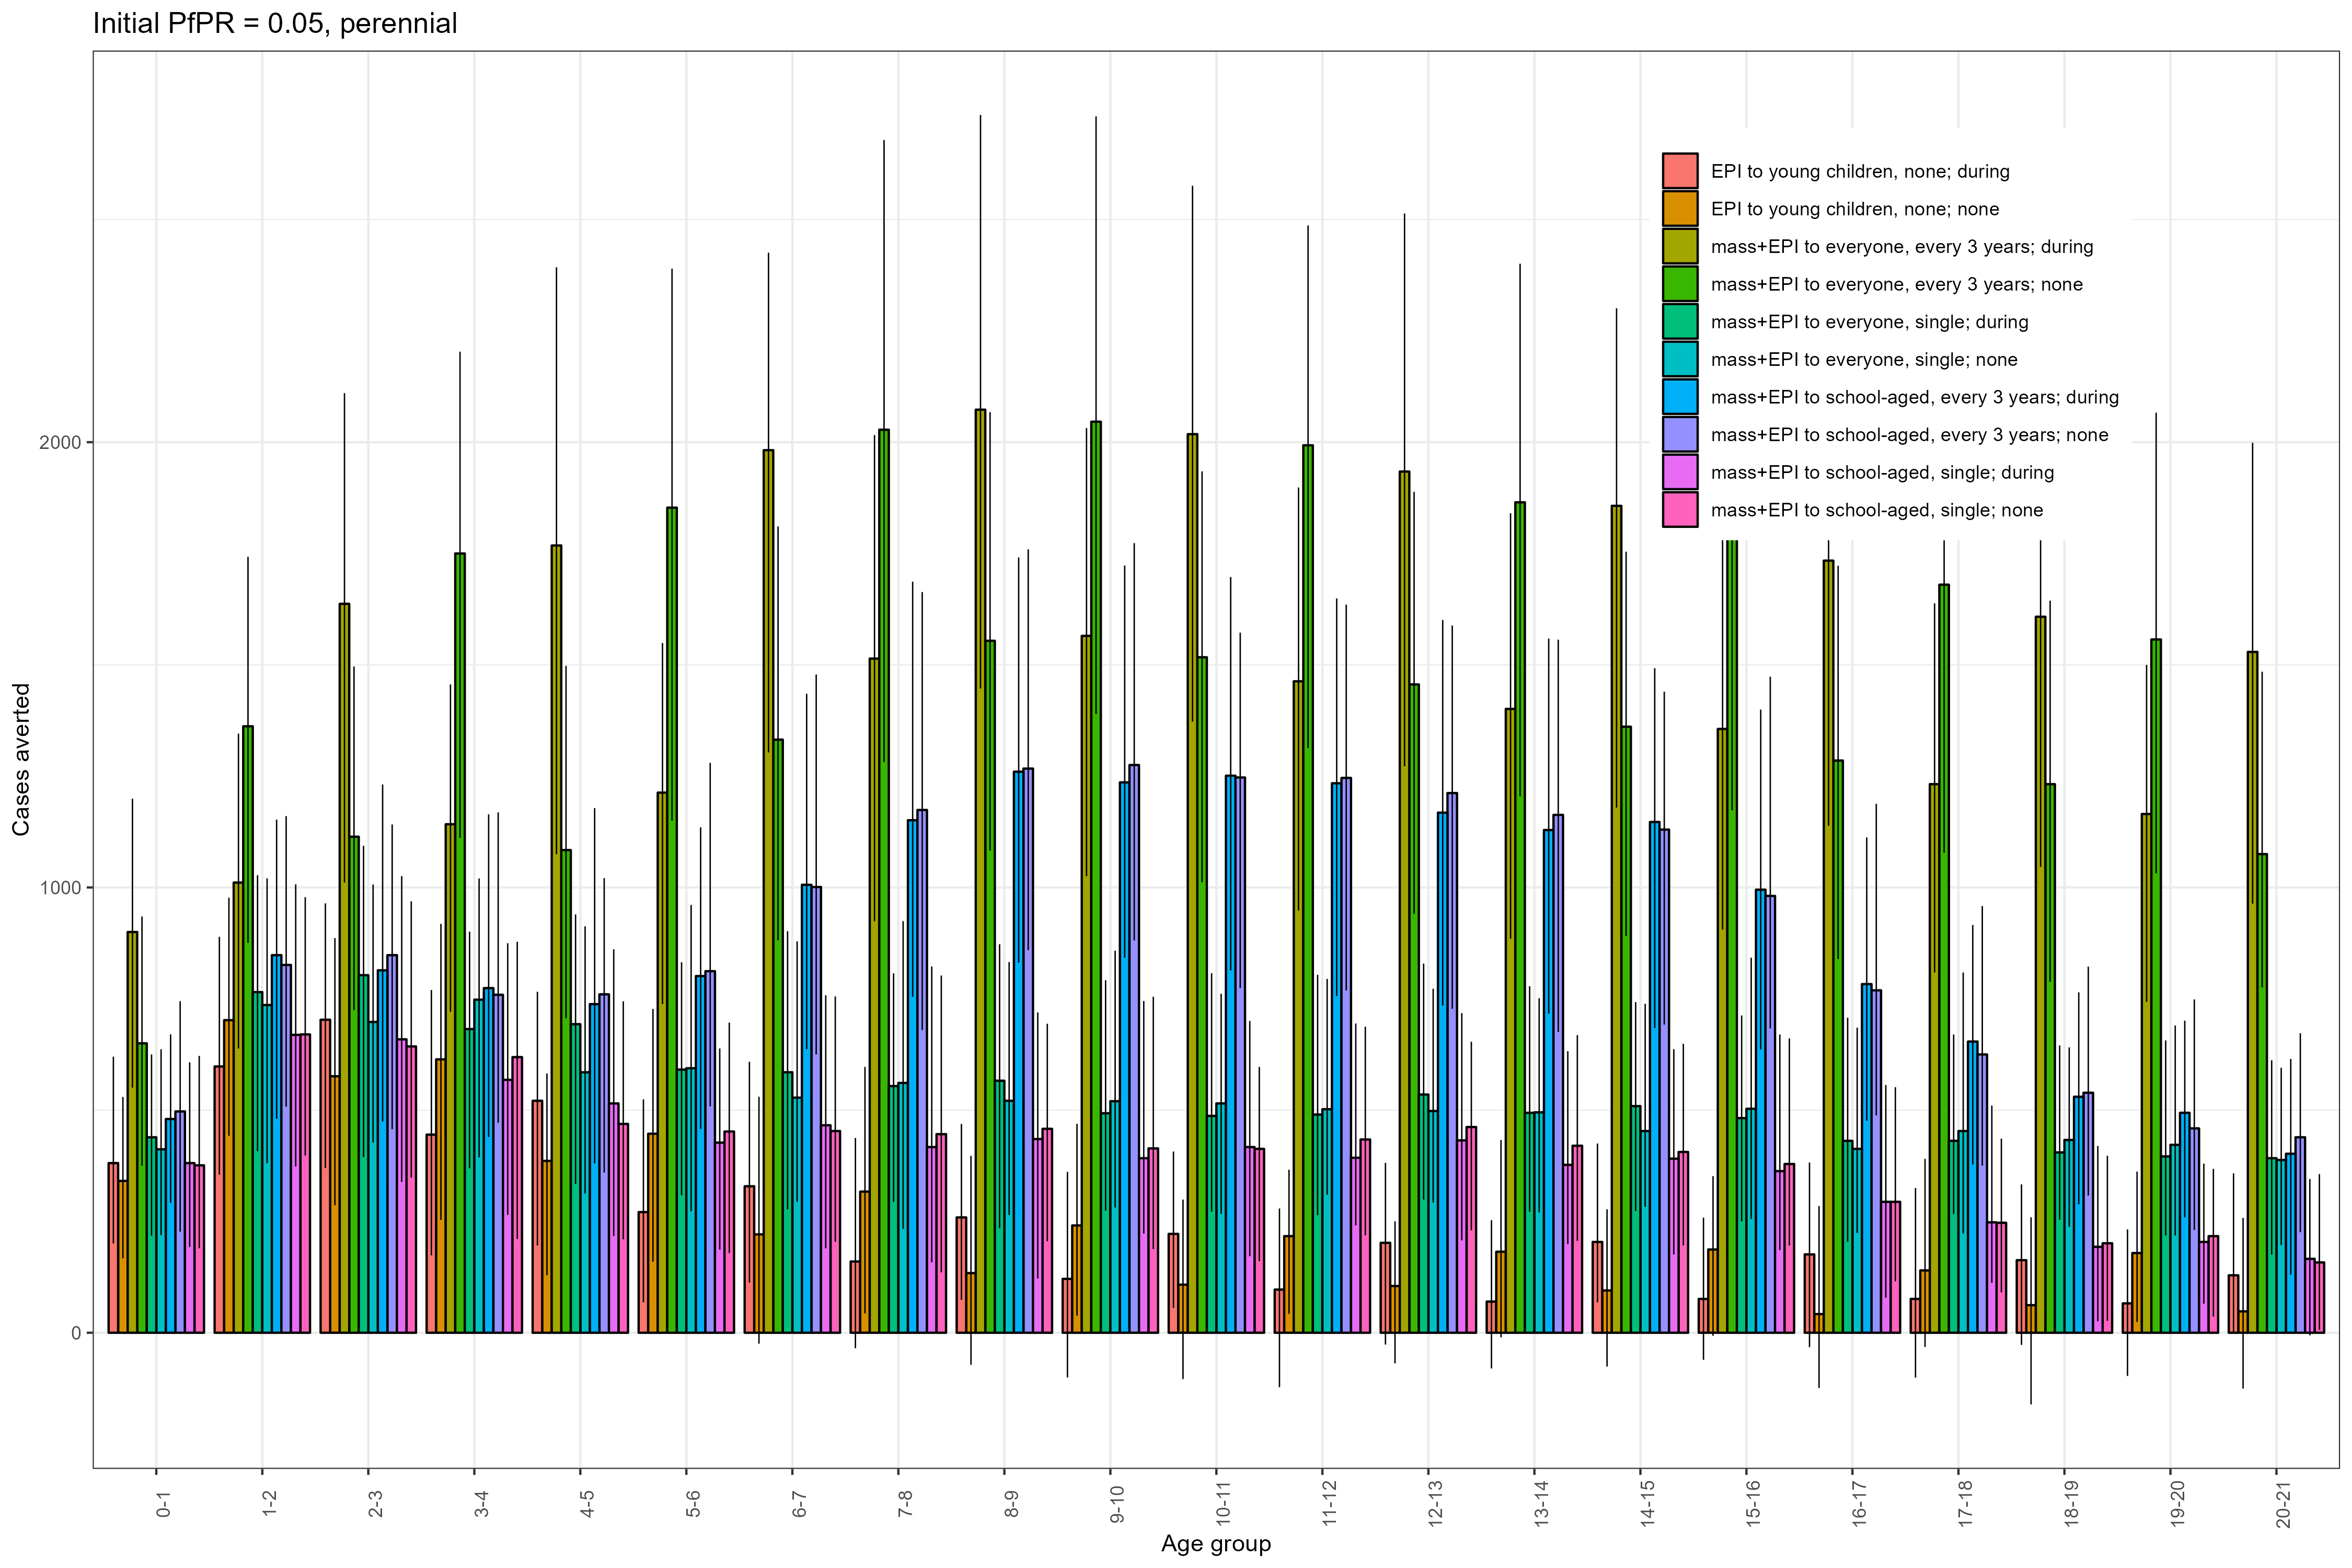 Initial PfPR = 0.05, perennial
EPI to young children, none; during
EPI to young children, none; none
mass+EPI to everyone, every 3 years; during
mass+EPI to everyone, every 3 years; none
mass+EPI to everyone, single; during
mass+EPI to everyone, single; none
mass+EPI to school-aged, every 3 years; during
mass+EPI to school-aged, every 3 years; none
mass+EPI to school-aged, single; during
mass+EPI to school-aged, single; none
Cases averted
2000
1000
0
0-1
1-2
2-3
3-4
4-5
5-6
6-7
7-8
8-9
9-10
10-11
11-12
12-13
13-14
14-15
15-16
16-17
17-18
18-19
19-20
20-21
Age group